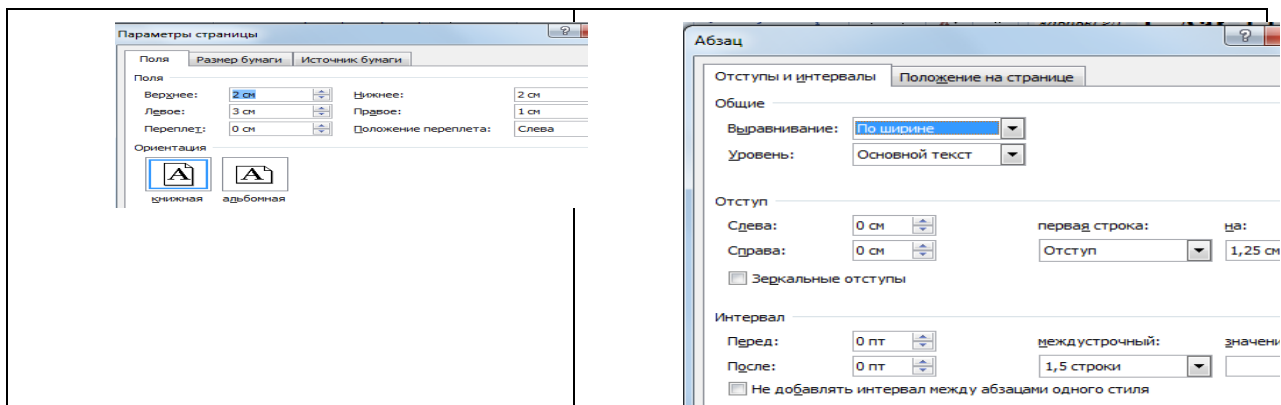 Параметры страницы
Поля Размер бумаги Источник бумаги
Поля
Верхнее: 2 см Нижнее: 2 см
Левое: 3 см Правое: 1 см
Переплет: 0 см Положение переплета: Слева
Ориентация
книжная альбомная
Абзац
Отступы и интервалы Положение на странице
Общие
Выравнивание: По ширине
Уровень: Основной текст
Отступ
Слева: 0 см первая строка: на:
Справа: 0 см Отступ 1,25 см
Зеркальные отступы
Интервал
Перед: 0 пт междустрочный:
После: 0 пт 1,5 строки
Не добавлять интервал между абзацами одного стиля